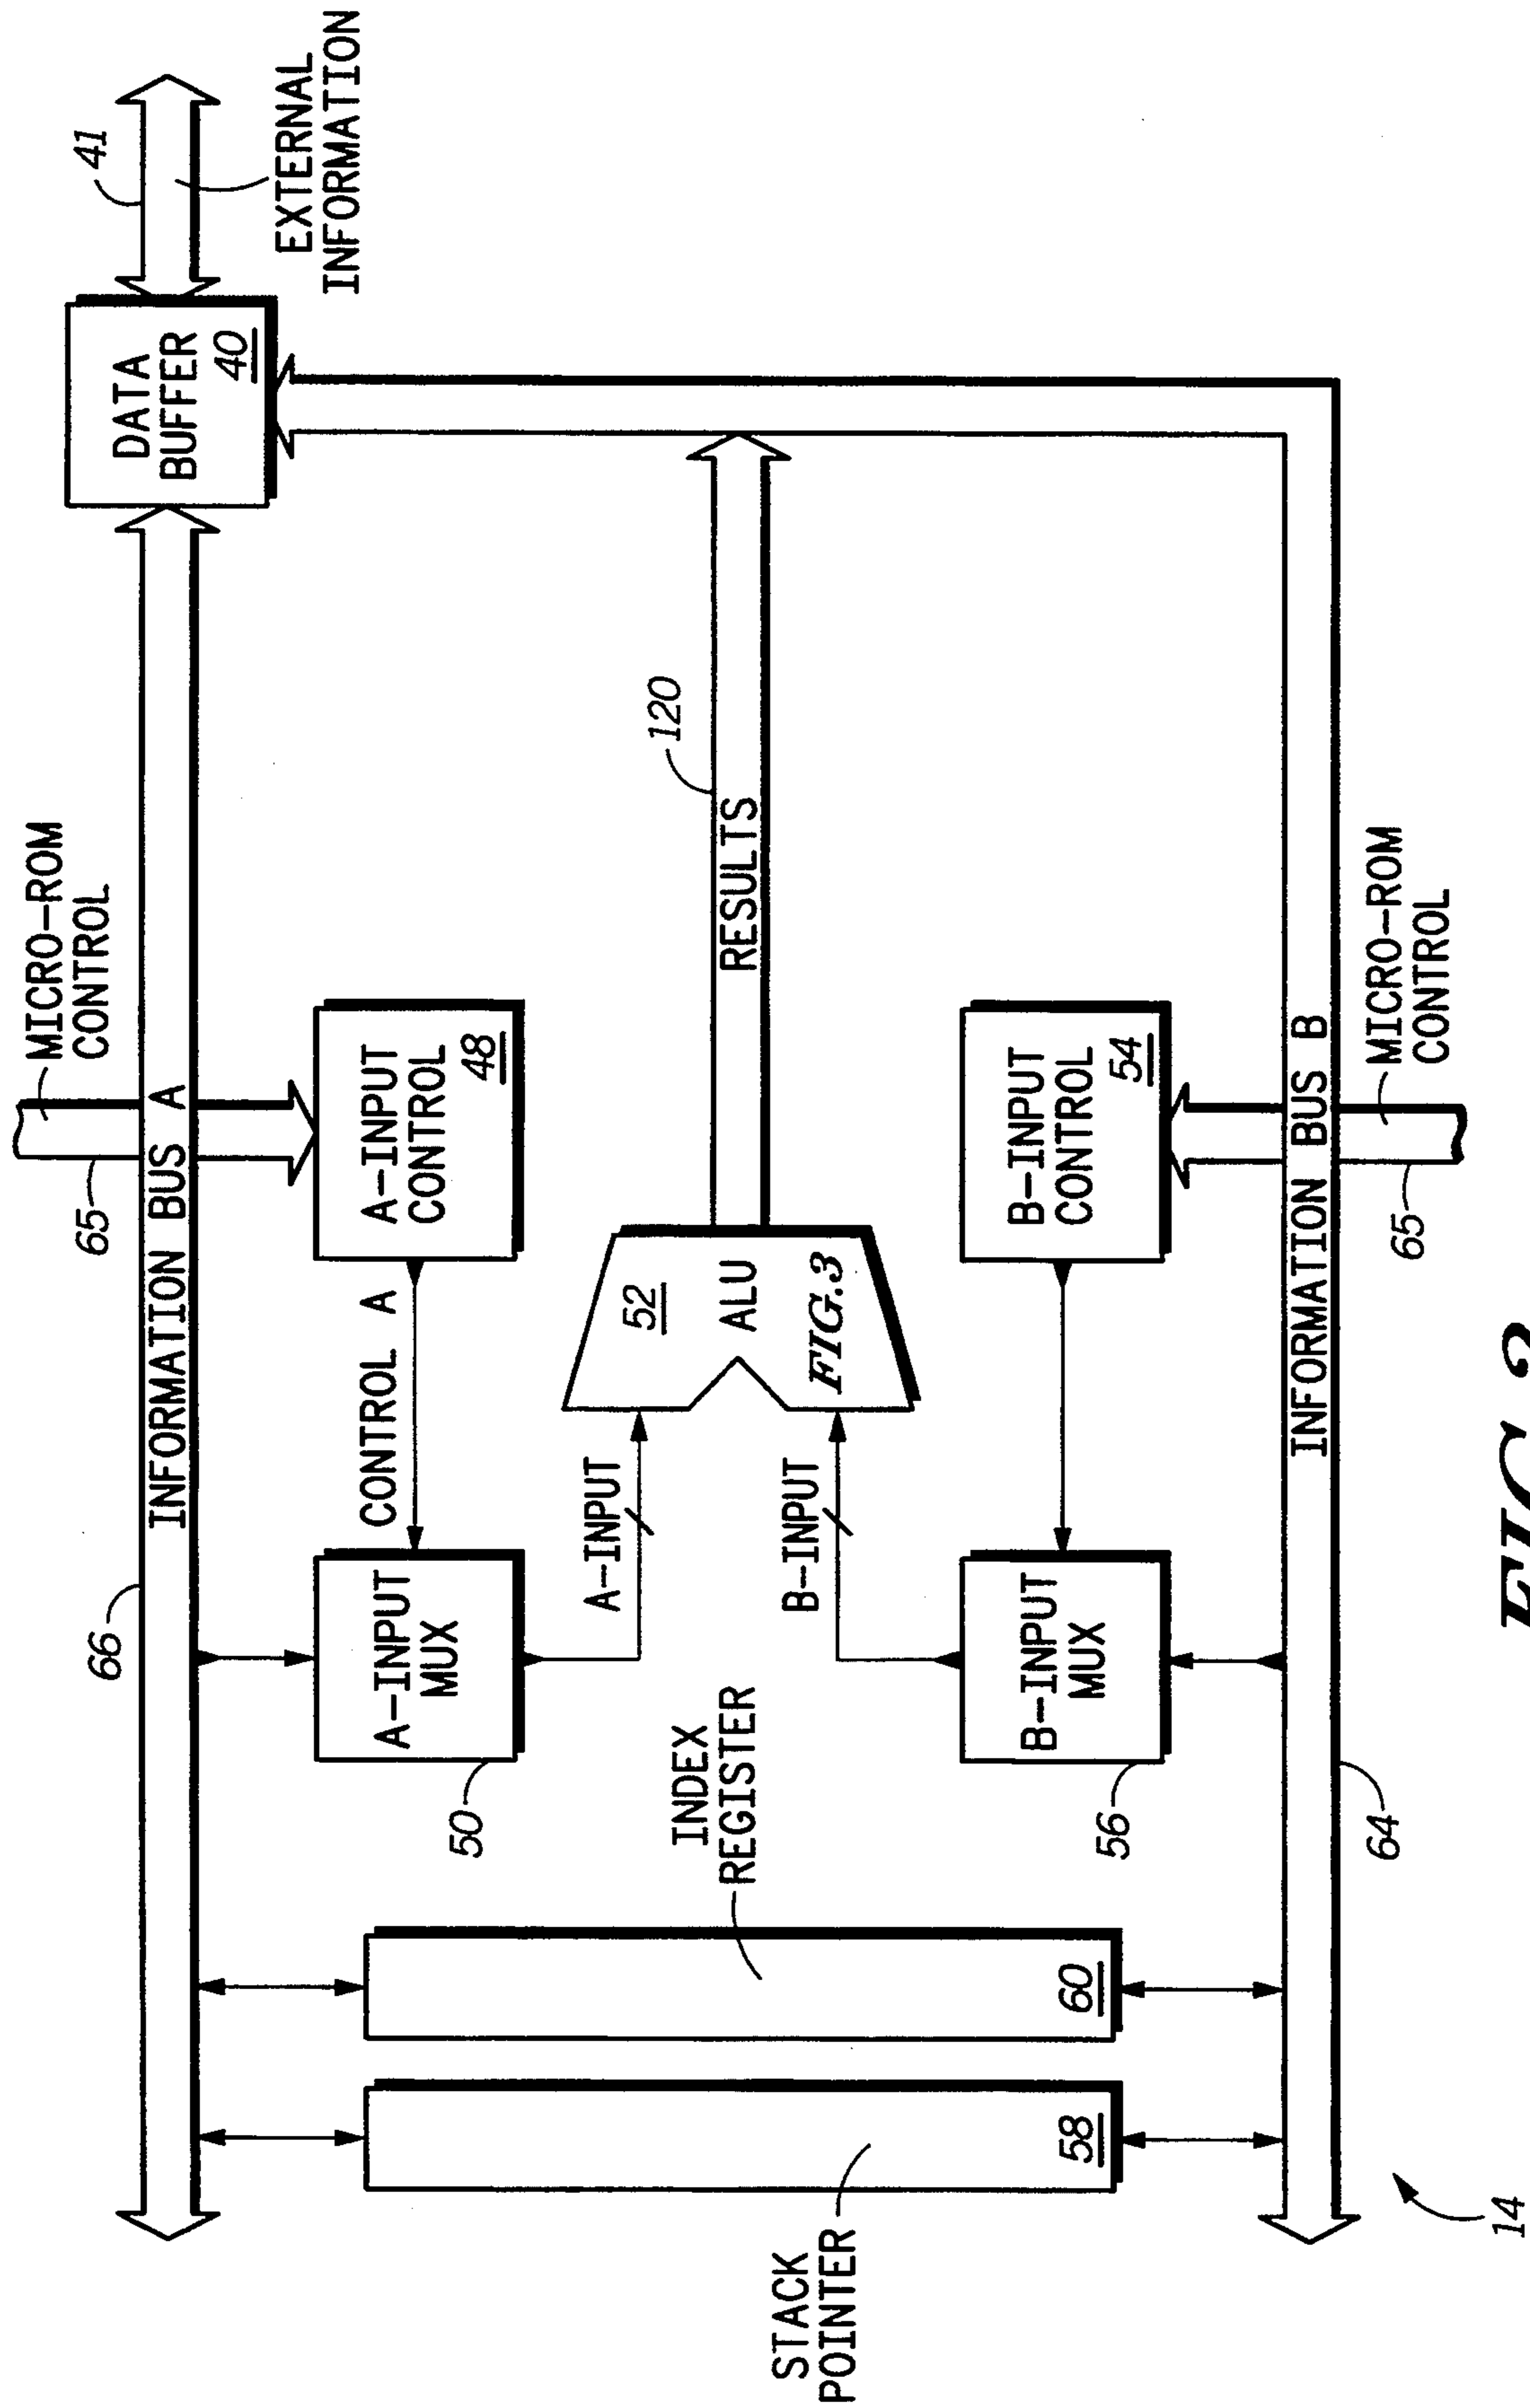 41
EXTERNAL
INFORMATION
DATA
BUFFER
40
MICRO-ROM
CONTROL
65
INFORMATION BUS A
66
A-INPUT
CONTROL
48
CONTROL A
A-INPUT
MUX
50
120
RESULTS
52
ALU
FIG.3
A-INPUT
B-INPUT
INDEX
REGISTER
60
STACK
POINTER
58
B-INPUT
CONTROL
54
B-INPUT
MUX
56
INFORMATION BUS B
64
MICRO-ROM
CONTROL
65
14